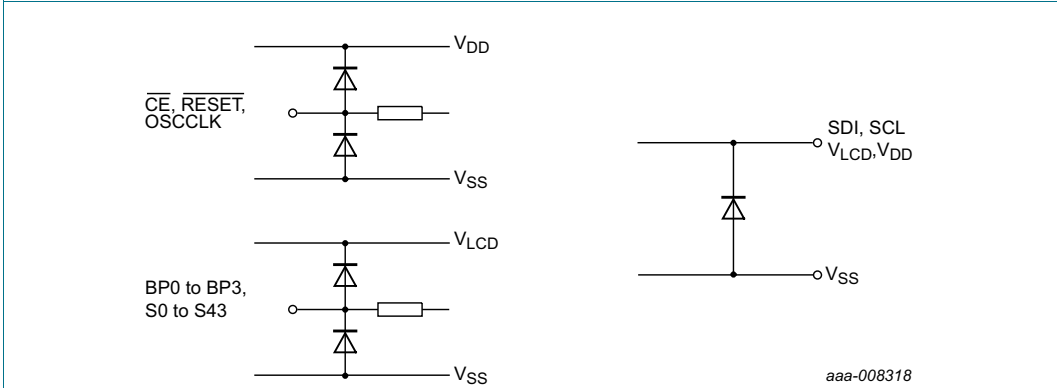 V_DD
CE, RESET,
OSCCLK
V_SS
V_LCD
BP0 to BP3,
S0 to S43
V_SS
SDI, SCL
V_LCD,V_DD
V_SS
aaa-008318